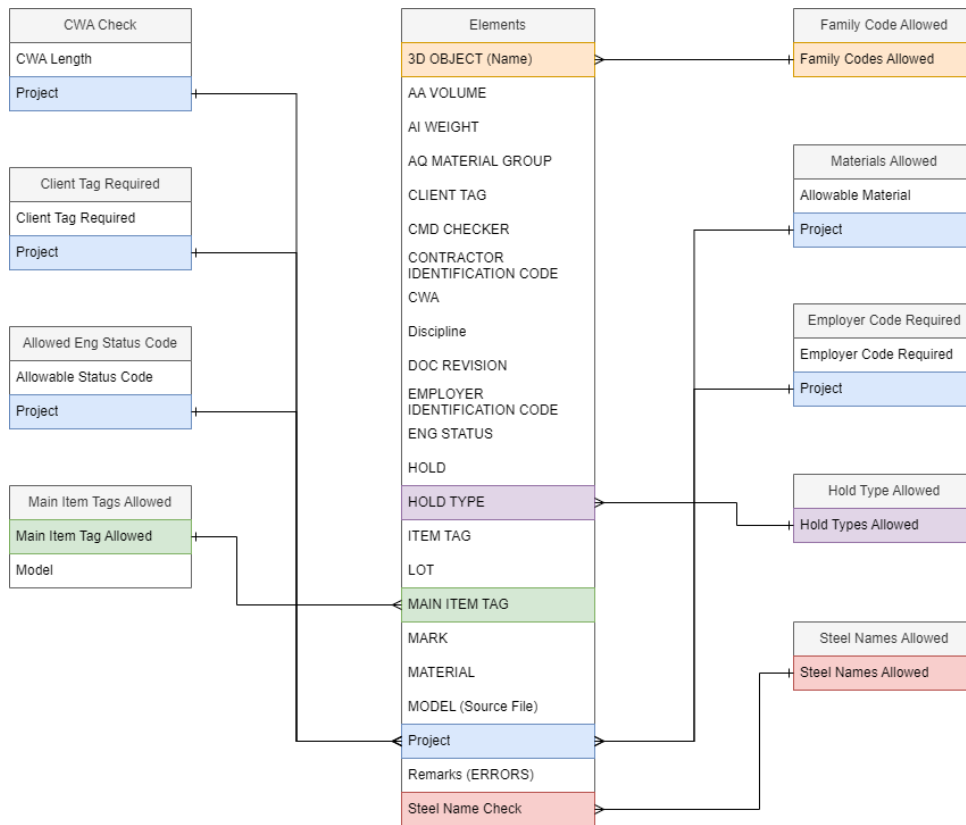 CWA Check
CWA Length
Project
Client Tag Required
Client Tag Required
Project
Allowed Eng Status Code
Allowable Status Code
Project
Main Item Tags Allowed
Main Item Tag Allowed
Model
Elements
3D OBJECT (Name)
AA VOLUME
AI WEIGHT
AQ MATERIAL GROUP
CLIENT TAG
CMD CHECKER
CONTRACTOR
IDENTIFICATION CODE
CWA
Discipline
DOC REVISION
EMPLOYER
IDENTIFICATION CODE
ENG STATUS
HOLD
HOLD TYPE
ITEM TAG
LOT
MAIN ITEM TAG
MARK
MATERIAL
MODEL (Source File)
Project
Remarks (ERRORS)
Steel Name Check
Family Code Allowed
Family Codes Allowed
Materials Allowed
Allowable Material
Project
Employer Code Required
Employer Code Required
Project
Hold Type Allowed
Hold Types Allowed
Steel Names Allowed
Steel Names Allowed